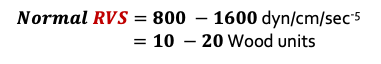 Normal RVS = 800 – 1600 dyn/cm/sec⁻⁵
= 10 – 20 Wood units